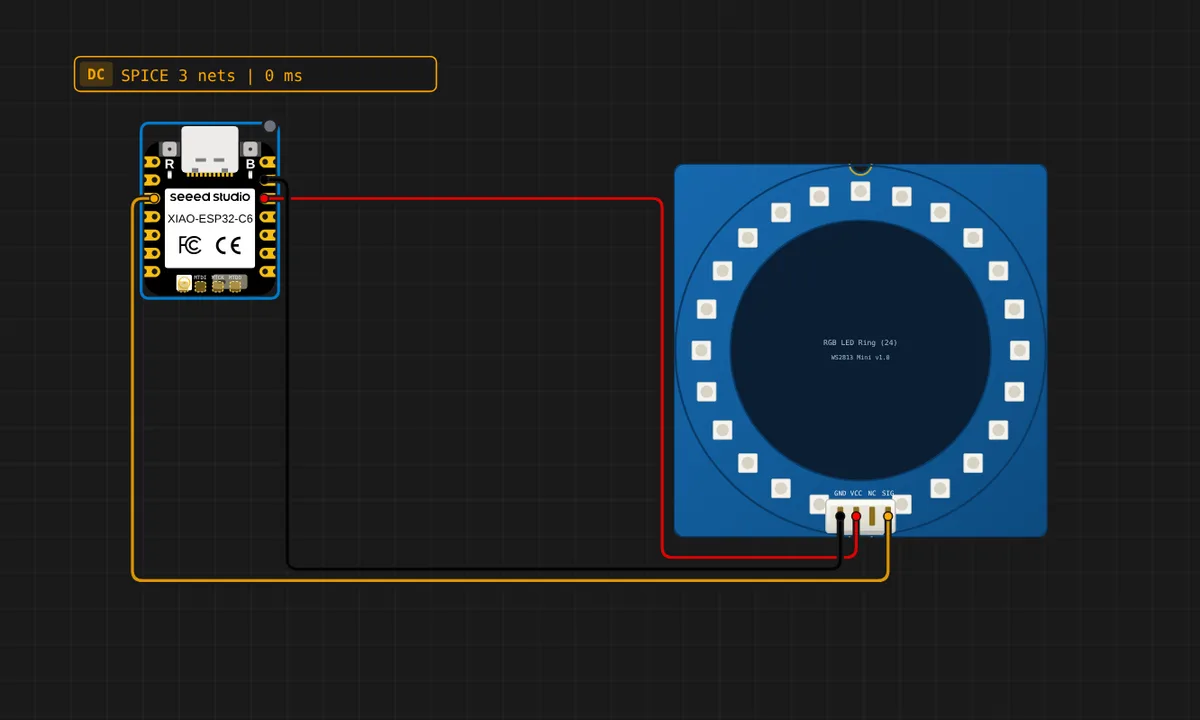 DC SPICE 3 nets | 0 ms
R B
seeed studio
XIAO-ESP32-C6
FC CE
MTDI MTCK MTDO
RGB LED Ring (24)
WS2813 Mini v1.0
GND VCC NC SIG